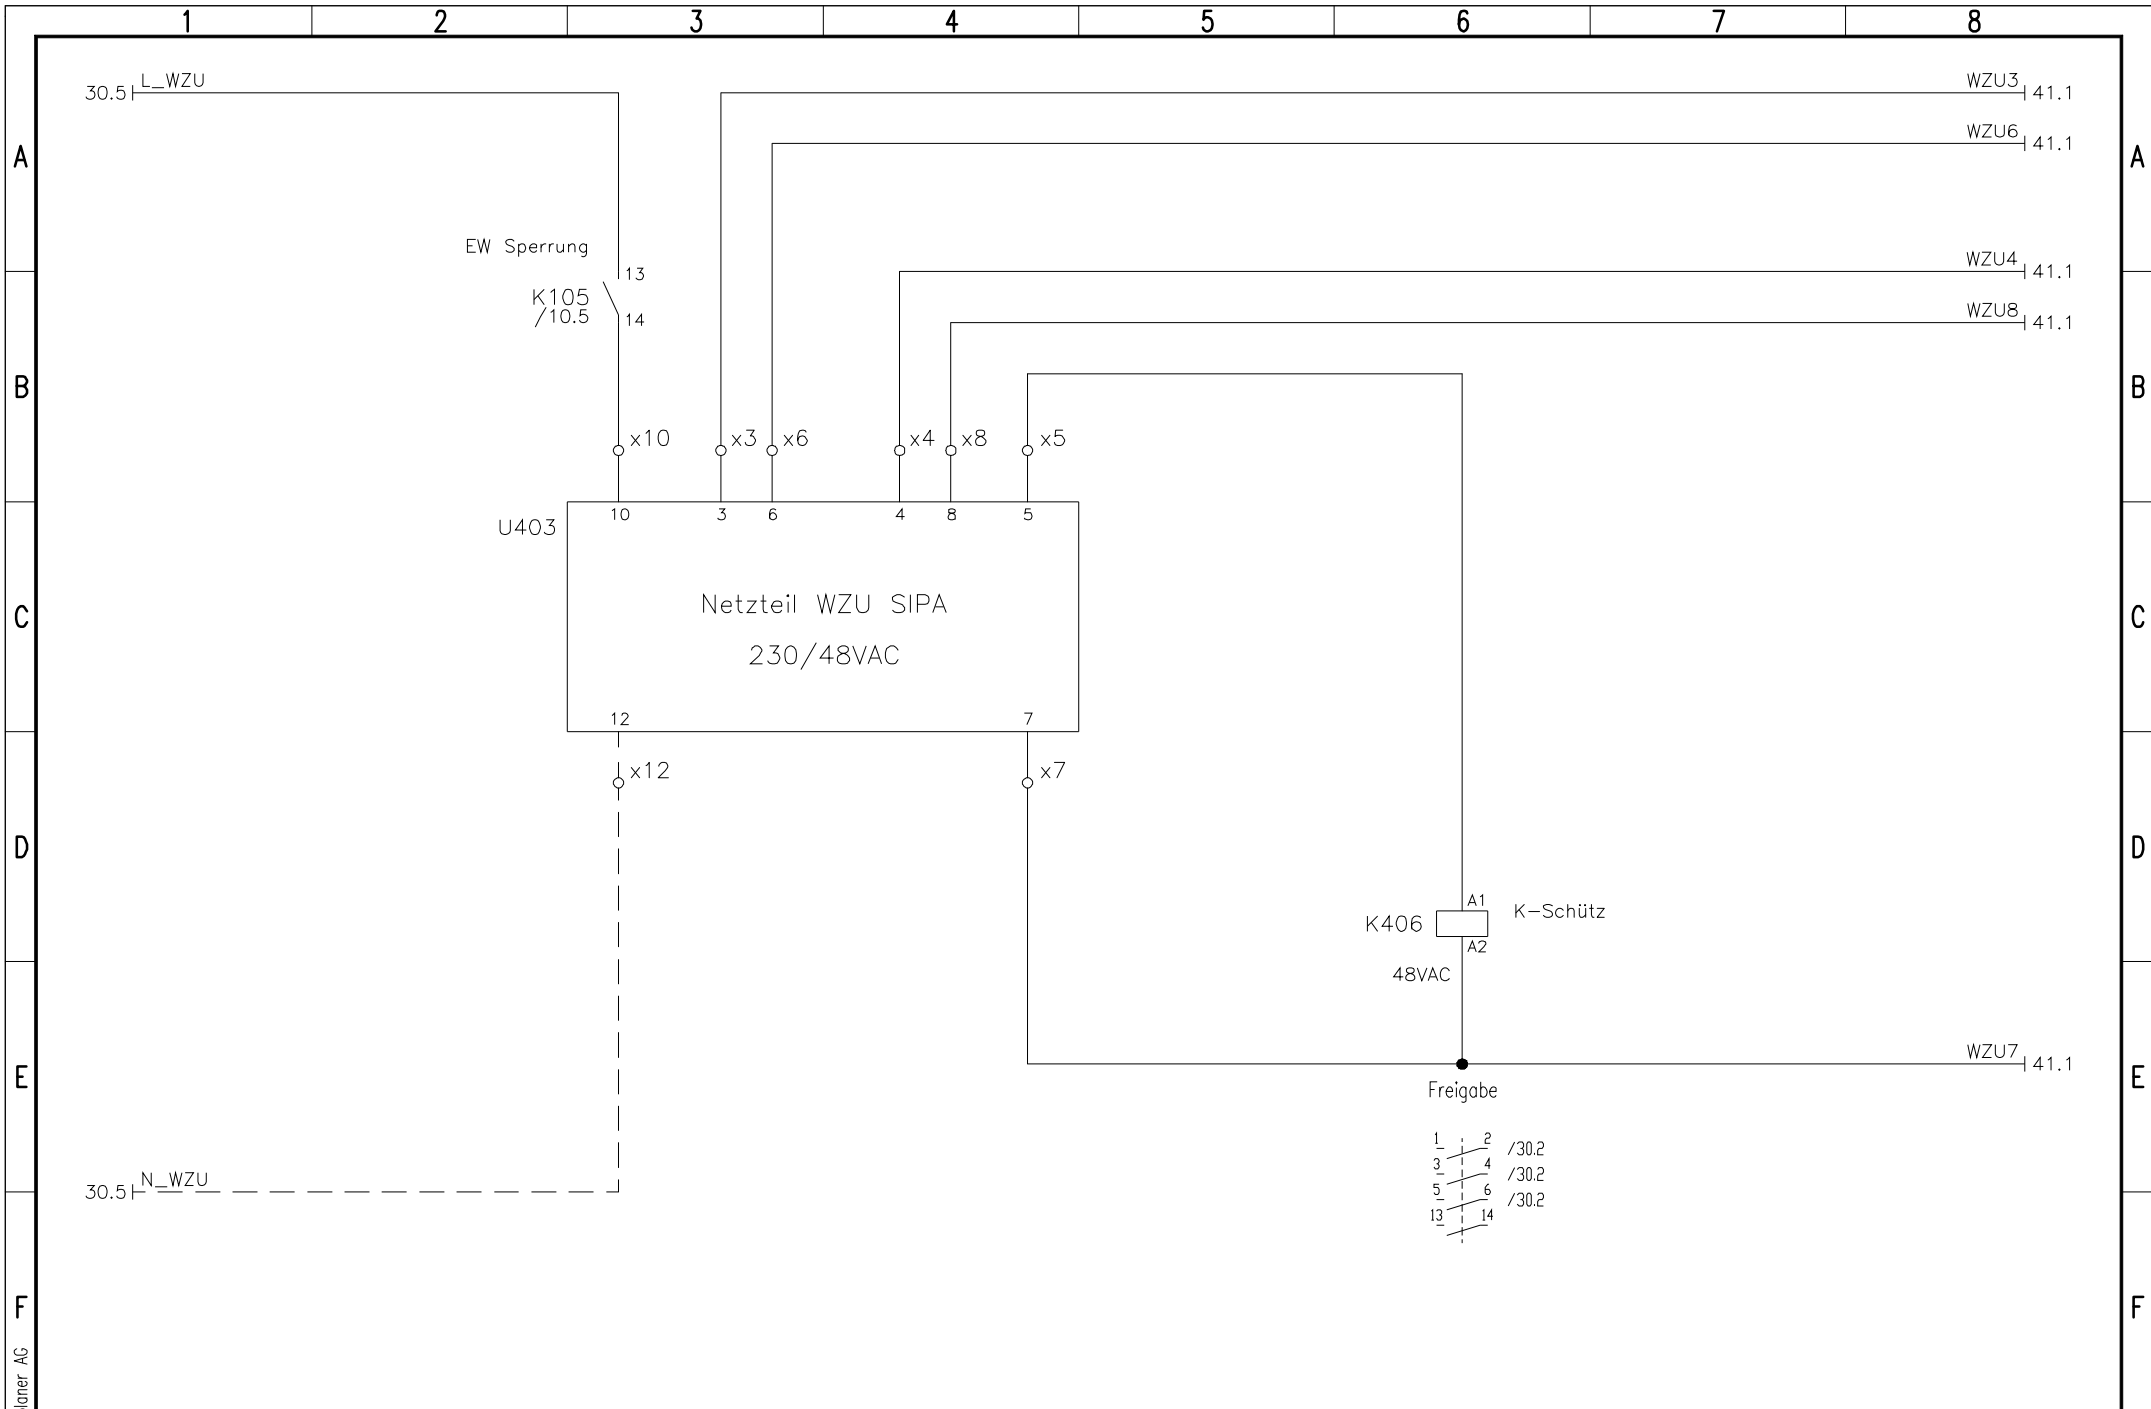 1 2 3 4 5 6 7 8
L_WZU
30.5
WZU3
41.1
WZU6
41.1
A A
EW Sperrung
13
K105
/10.5
14
WZU4
41.1
WZU8
41.1
B B
x10 x3 x6 x4 x8 x5
U403
10 3 6 4 8 5
Netzteil WZU SIPA
230/48VAC
C C
12 7
x12 x7
D D
A1
K406
K-Schütz
A2
48VAC
WZU7
41.1
E E
Freigabe
1 2 /30.2
3 4 /30.2
5 6 /30.2
13 14
N_WZU
30.5
F F
AG